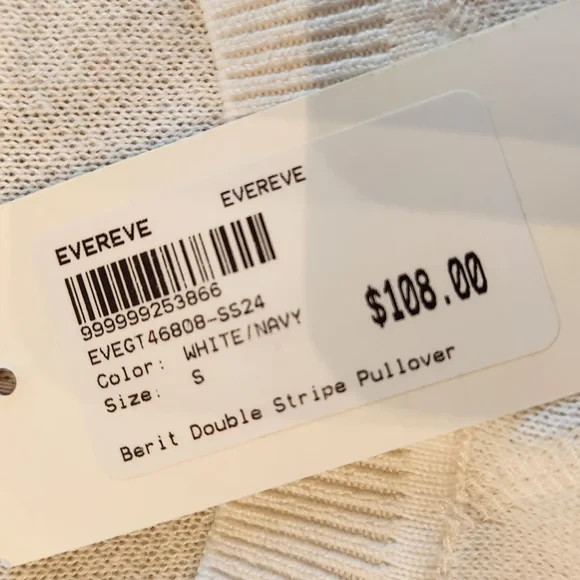 EVEREVE
EVEREVE
999999253866
EVEGT46808-SS24
$108.00
Color: WHITE/NAVY
Size: S
Berit Double Stripe Pullover